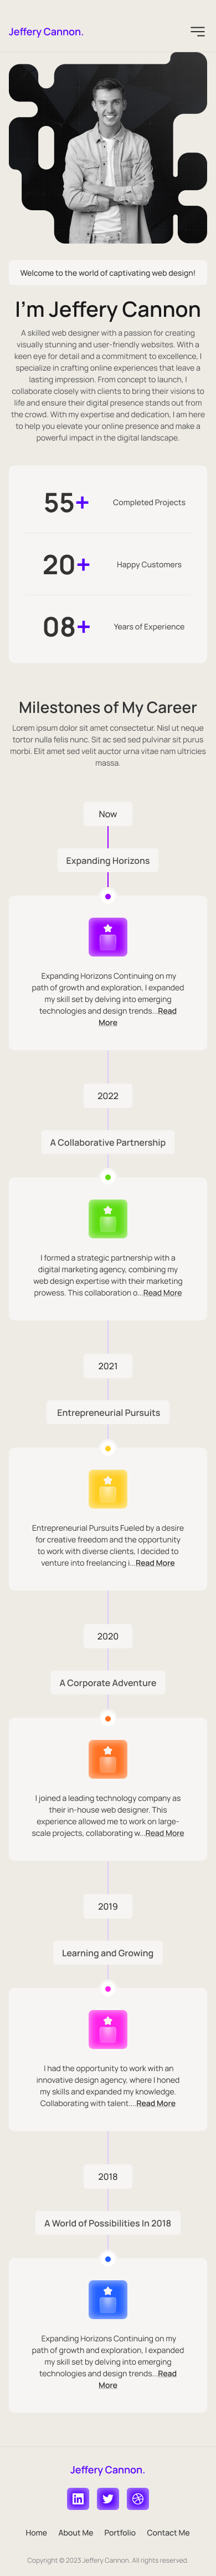 Jeffery Cannon.
Welcome to the world of captivating web design!
I'm Jeffery Cannon
A skilled web designer with a passion for creating
visually stunning and user-friendly websites. With a
keen eye for detail and a commitment to excellence, I
specialize in crafting online experiences that leave a
lasting impression. From concept to launch, I
collaborate closely with clients to bring their visions to
life and ensure their digital presence stands out from
the crowd. With my expertise and dedication, I am here
to help you elevate your online presence and make a
powerful impact in the digital landscape.
55+ Completed Projects
20+ Happy Customers
08+ Years of Experience
Milestones of My Career
Lorem ipsum dolor sit amet consectetur. Nisl ut neque
tortor nulla felis nunc. Sit ac sed sed pulvinar sit purus
morbi. Elit amet sed velit auctor urna vitae nam ultricies
massa.
Now
Expanding Horizons
Expanding Horizons Continuing on my
path of growth and exploration, I expanded
my skill set by delving into emerging
technologies and design trends...Read
More
2022
A Collaborative Partnership
I formed a strategic partnership with a
digital marketing agency, combining my
web design expertise with their marketing
prowess. This collaboration o...Read More
2021
Entrepreneurial Pursuits
Entrepreneurial Pursuits Fueled by a desire
for creative freedom and the opportunity
to work with diverse clients, I decided to
venture into freelancing i...Read More
2020
A Corporate Adventure
I joined a leading technology company as
their in-house web designer. This
experience allowed me to work on large-
scale projects, collaborating w...Read More
2019
Learning and Growing
I had the opportunity to work with an
innovative design agency, where I honed
my skills and expanded my knowledge.
Collaborating with talent....Read More
2018
A World of Possibilities In 2018
Expanding Horizons Continuing on my
path of growth and exploration, I expanded
my skill set by delving into emerging
technologies and design trends...Read
More
Jeffery Cannon.
Home About Me Portfolio Contact Me
Copyright © 2023 Jeffery Cannon. All rights reserved.